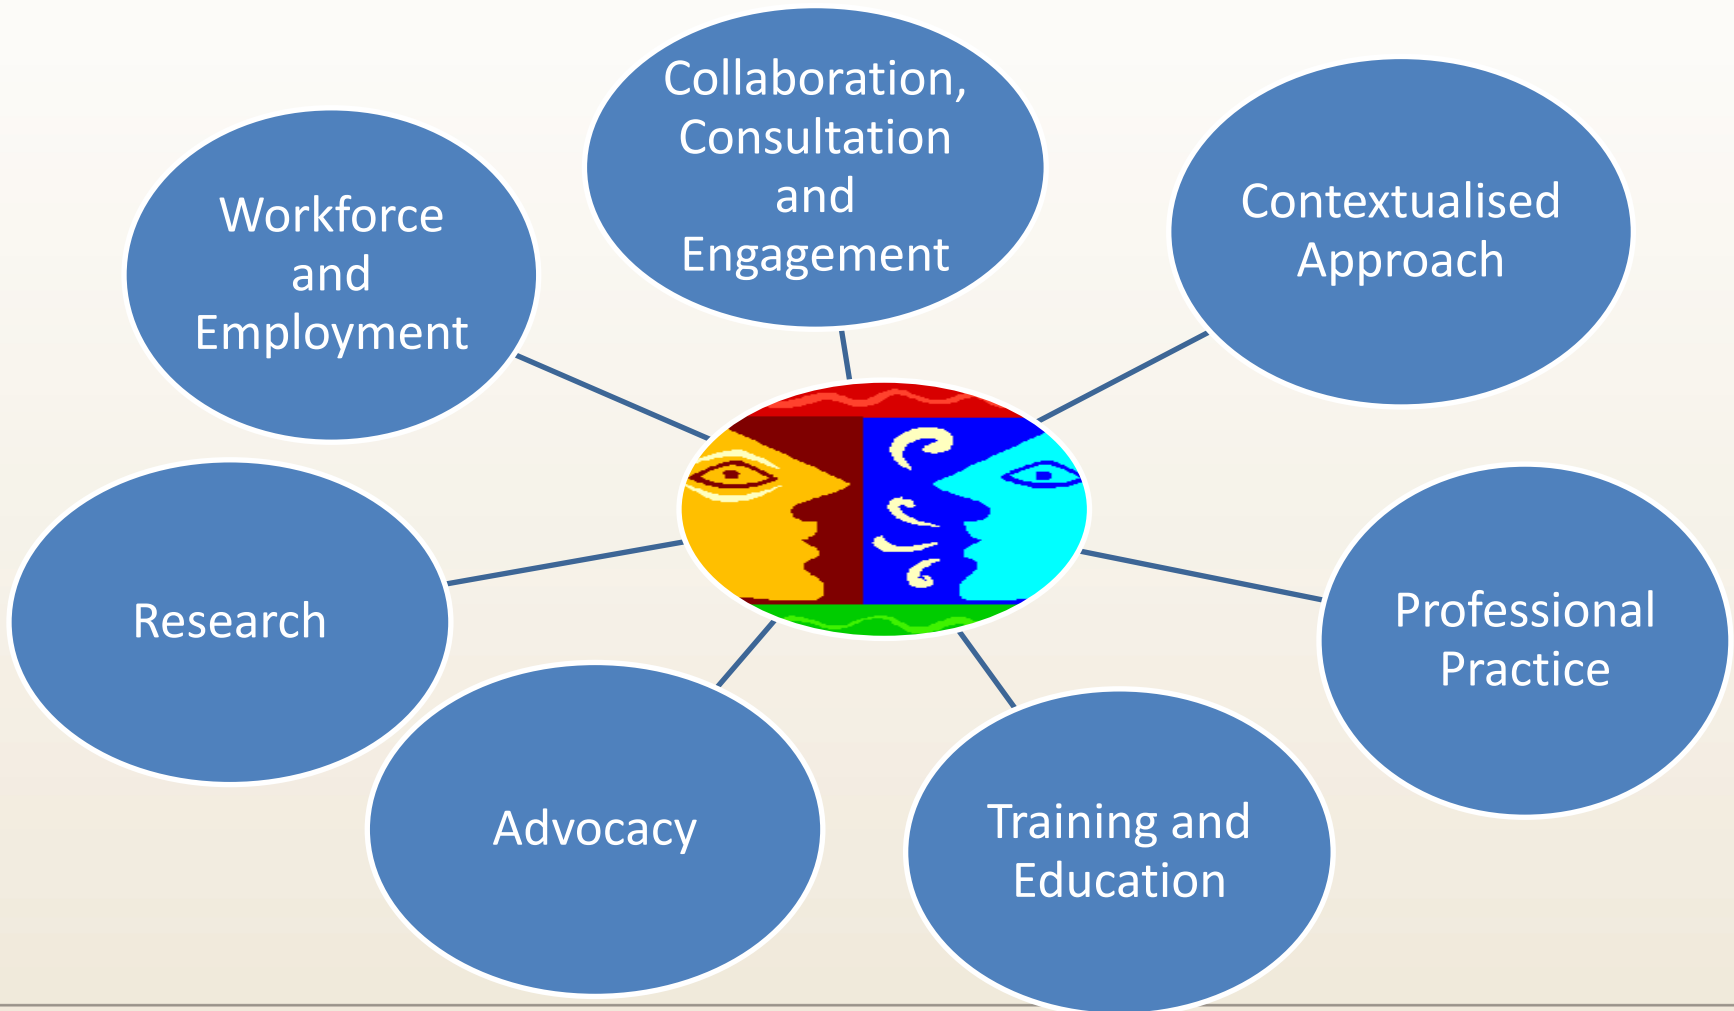 Collaboration,
Consultation
and
Engagement
Contextualised
Approach
Workforce
and
Employment
Professional
Practice
Research
Advocacy
Training and
Education